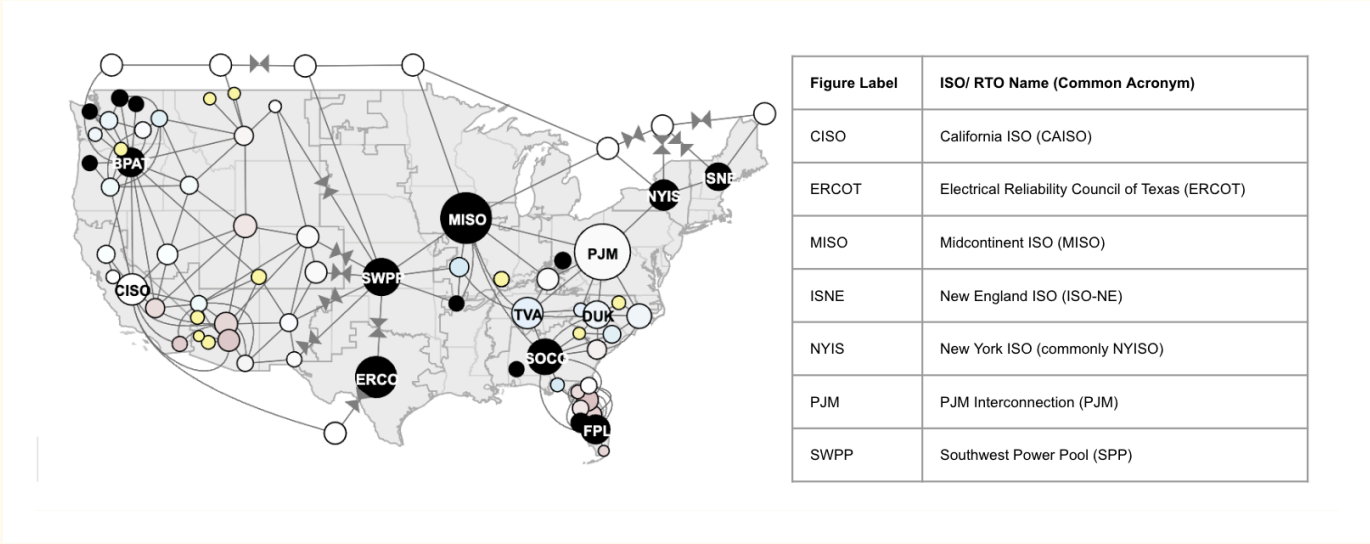 BPAT
CISO
MISO
SWPP
ERCO
TVA
SOCO
DUK
FPL
PJM
NYIS
ISNE
Figure Label ISO/ RTO Name (Common Acronym)
CISO California ISO (CAISO)
ERCOT Electrical Reliability Council of Texas (ERCOT)
MISO Midcontinent ISO (MISO)
ISNE New England ISO (ISO-NE)
NYIS New York ISO (commonly NYISO)
PJM PJM Interconnection (PJM)
SWPP Southwest Power Pool (SPP)